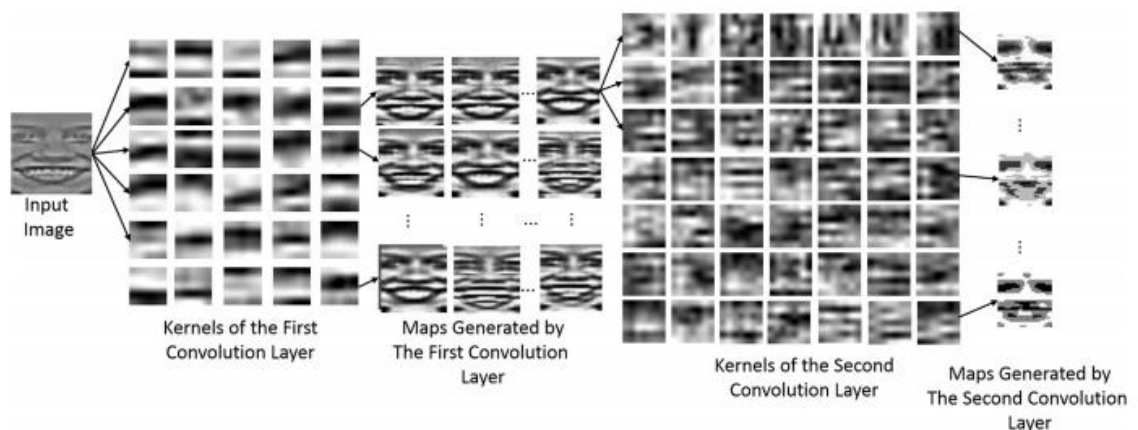 Input
Image
Kernels of the First
Convolution Layer
Maps Generated by
The First Convolution
Layer
Kernels of the Second
Convolution Layer
Maps Generated by
The Second Convolution
Layer